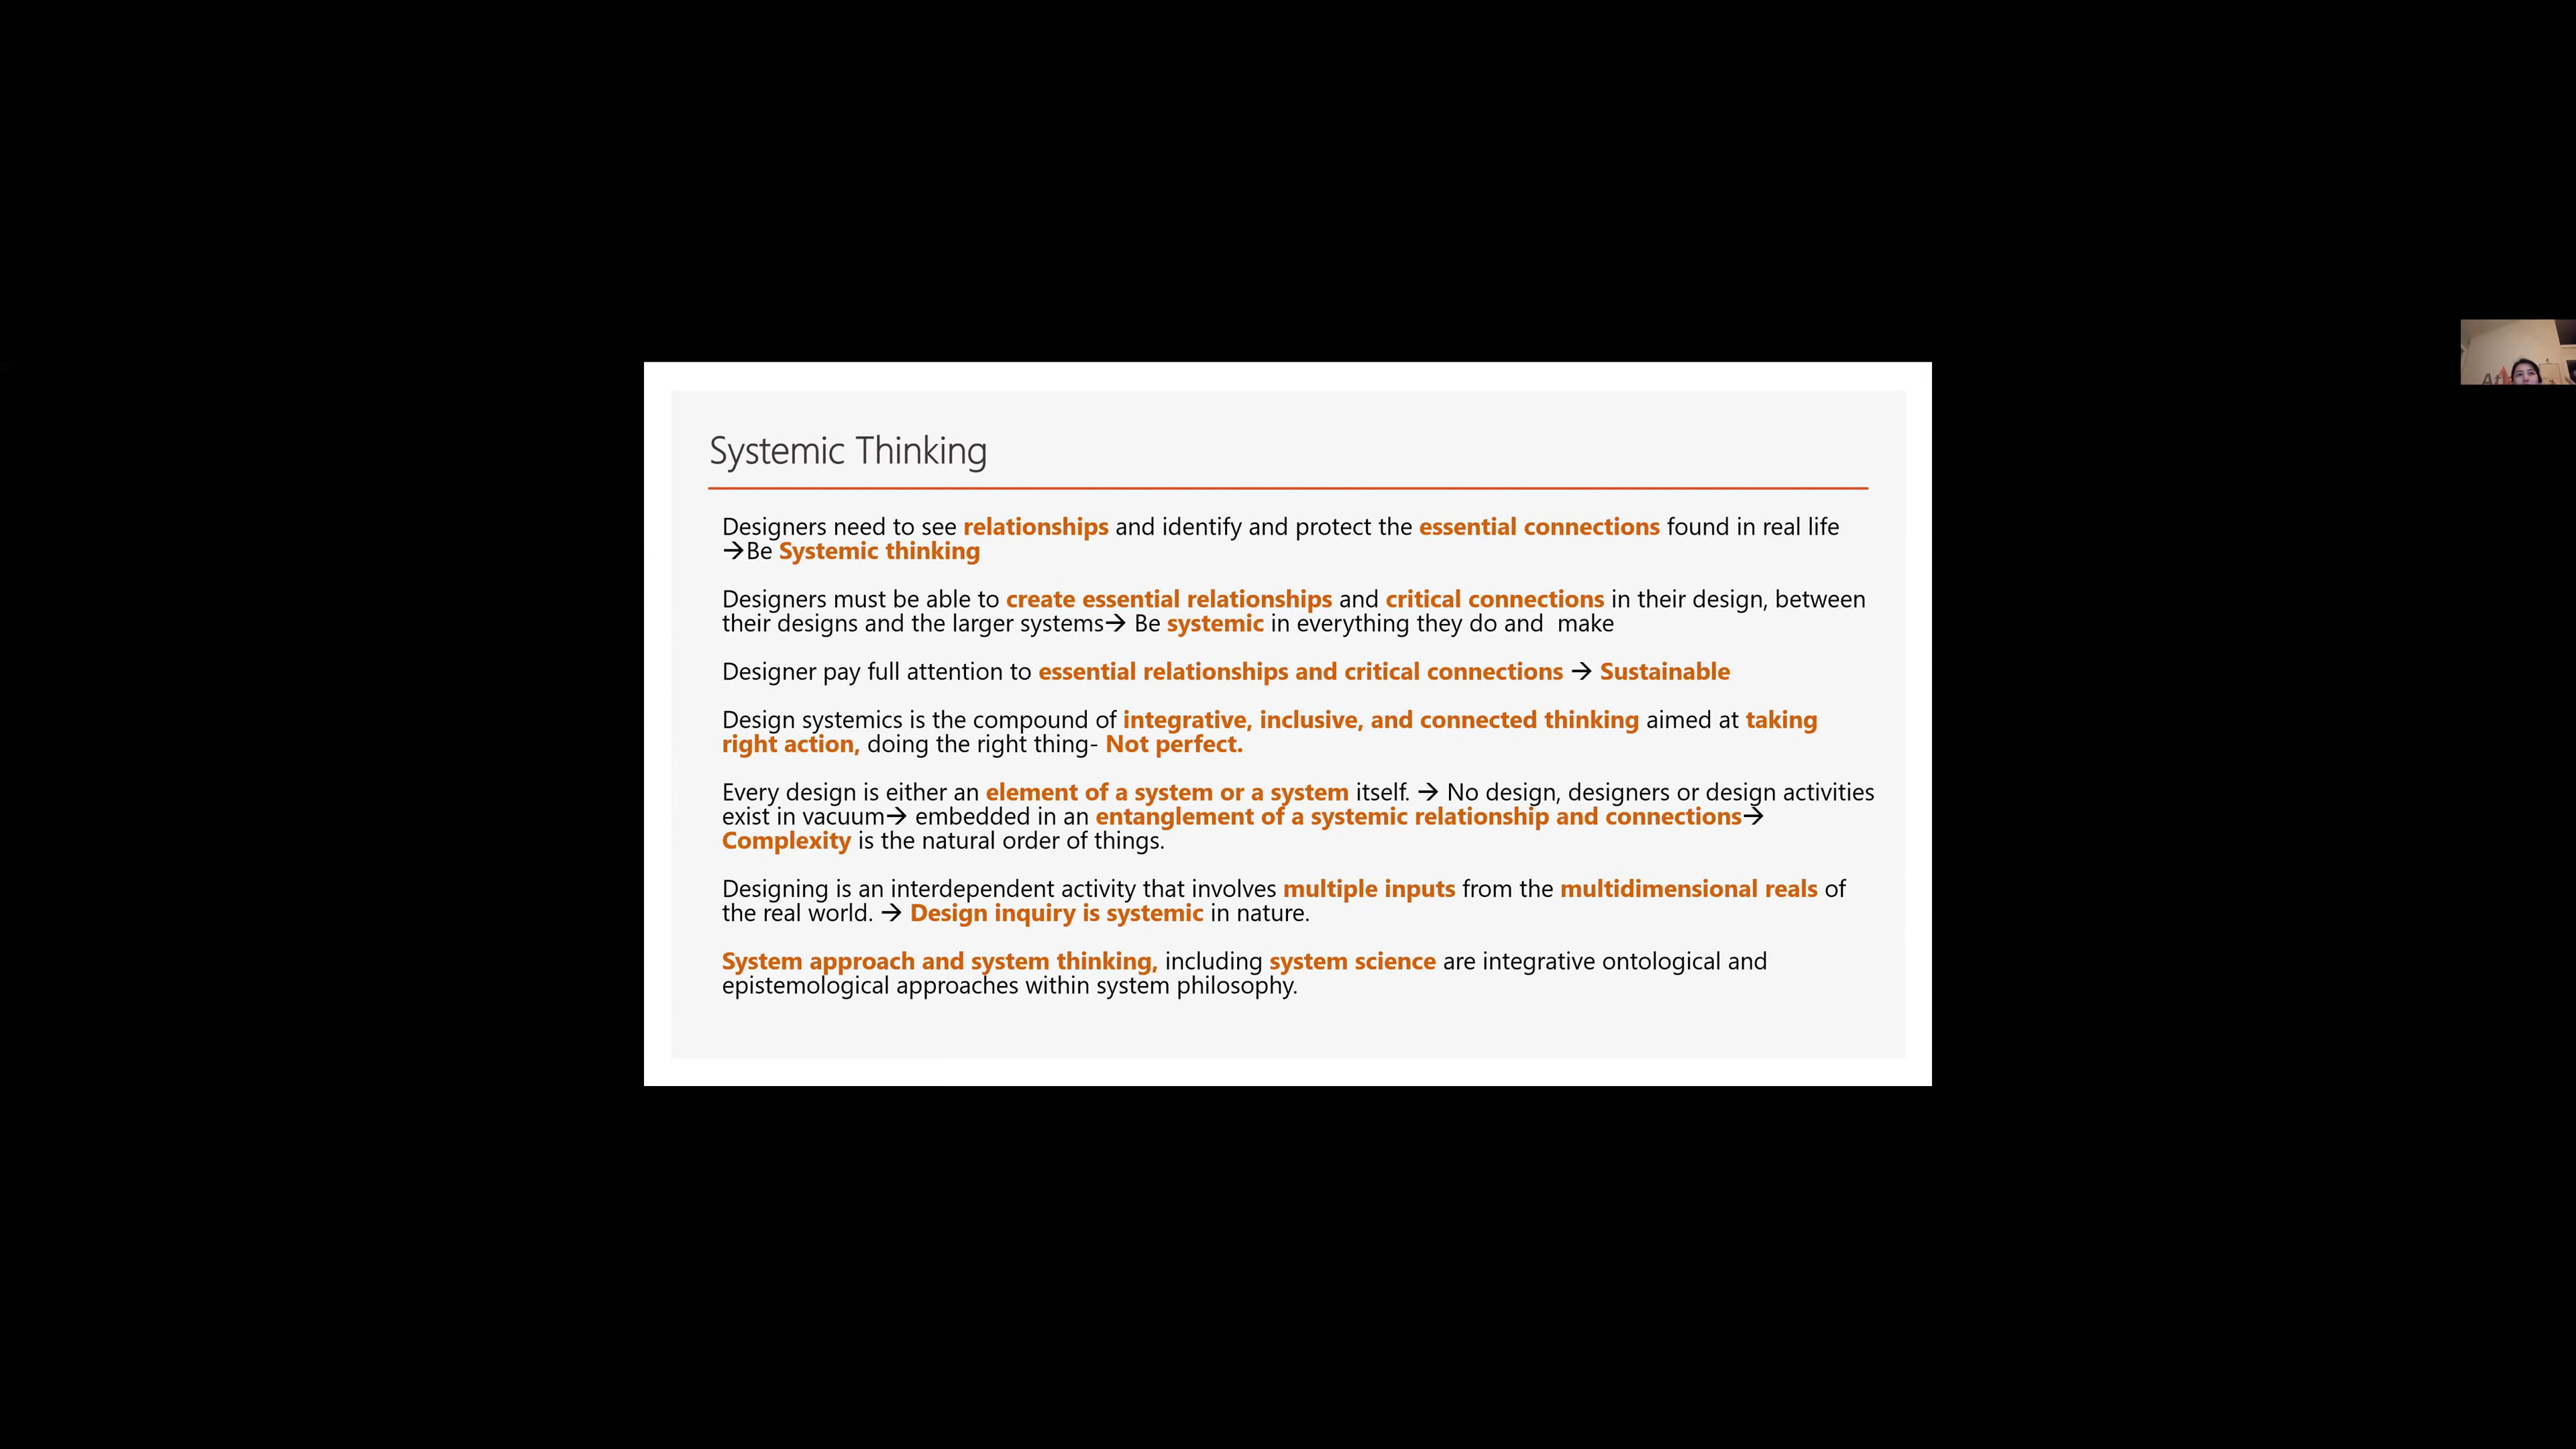 Systemic Thinking
Designers need to see relationships and identify and protect the essential connections found in real life
→Be Systemic thinking
Designers must be able to create essential relationships and critical connections in their design, between
their designs and the larger systems→ Be systemic in everything they do and  make
Designer pay full attention to essential relationships and critical connections → Sustainable
Design systemics is the compound of integrative, inclusive, and connected thinking aimed at taking
right action, doing the right thing- Not perfect.
Every design is either an element of a system or a system itself. → No design, designers or design activities
exist in vacuum→ embedded in an entanglement of a systemic relationship and connections→
Complexity is the natural order of things.
Designing is an interdependent activity that involves multiple inputs from the multidimensional reals of
the real world. → Design inquiry is systemic in nature.
System approach and system thinking, including system science are integrative ontological and
epistemological approaches within system philosophy.